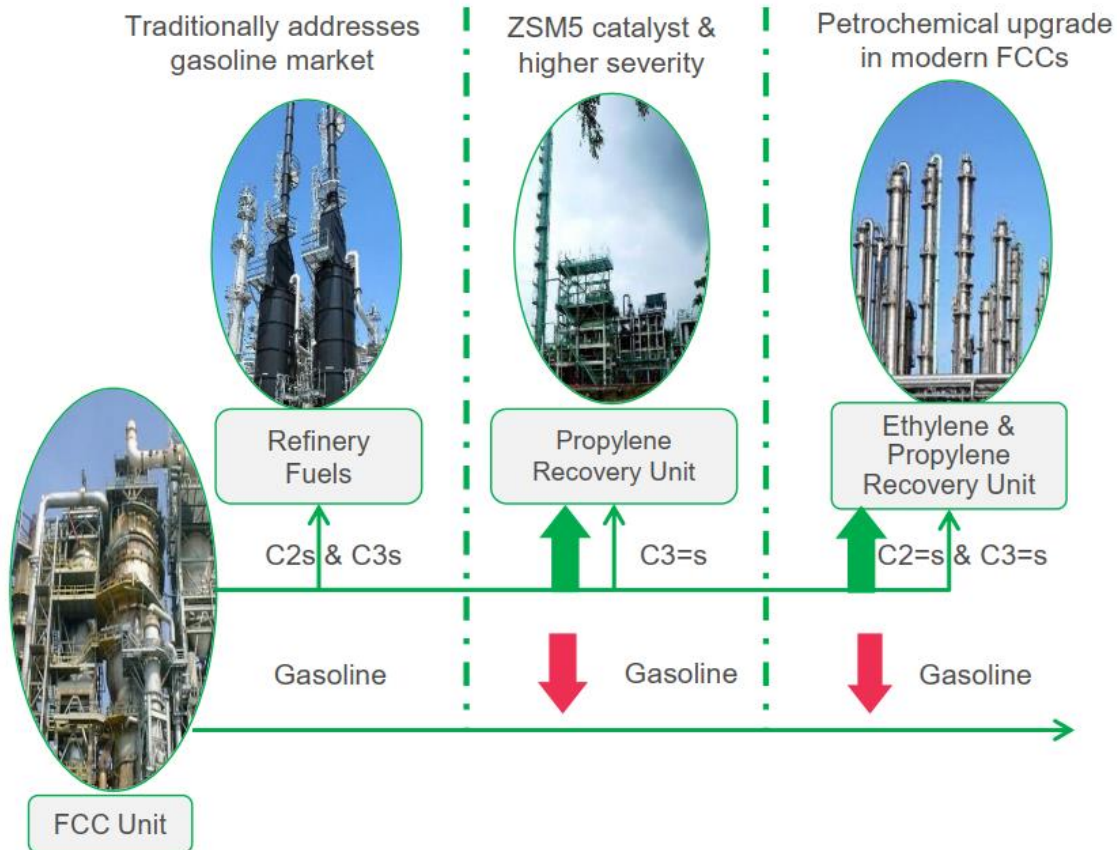 Traditionally addresses
gasoline market
ZSM5 catalyst &
higher severity
Petrochemical upgrade
in modern FCCs
Refinery
Fuels
Propylene
Recovery Unit
Ethylene &
Propylene
Recovery Unit
C2s & C3s
C3=s
C2=s & C3=s
Gasoline
Gasoline
Gasoline
FCC Unit